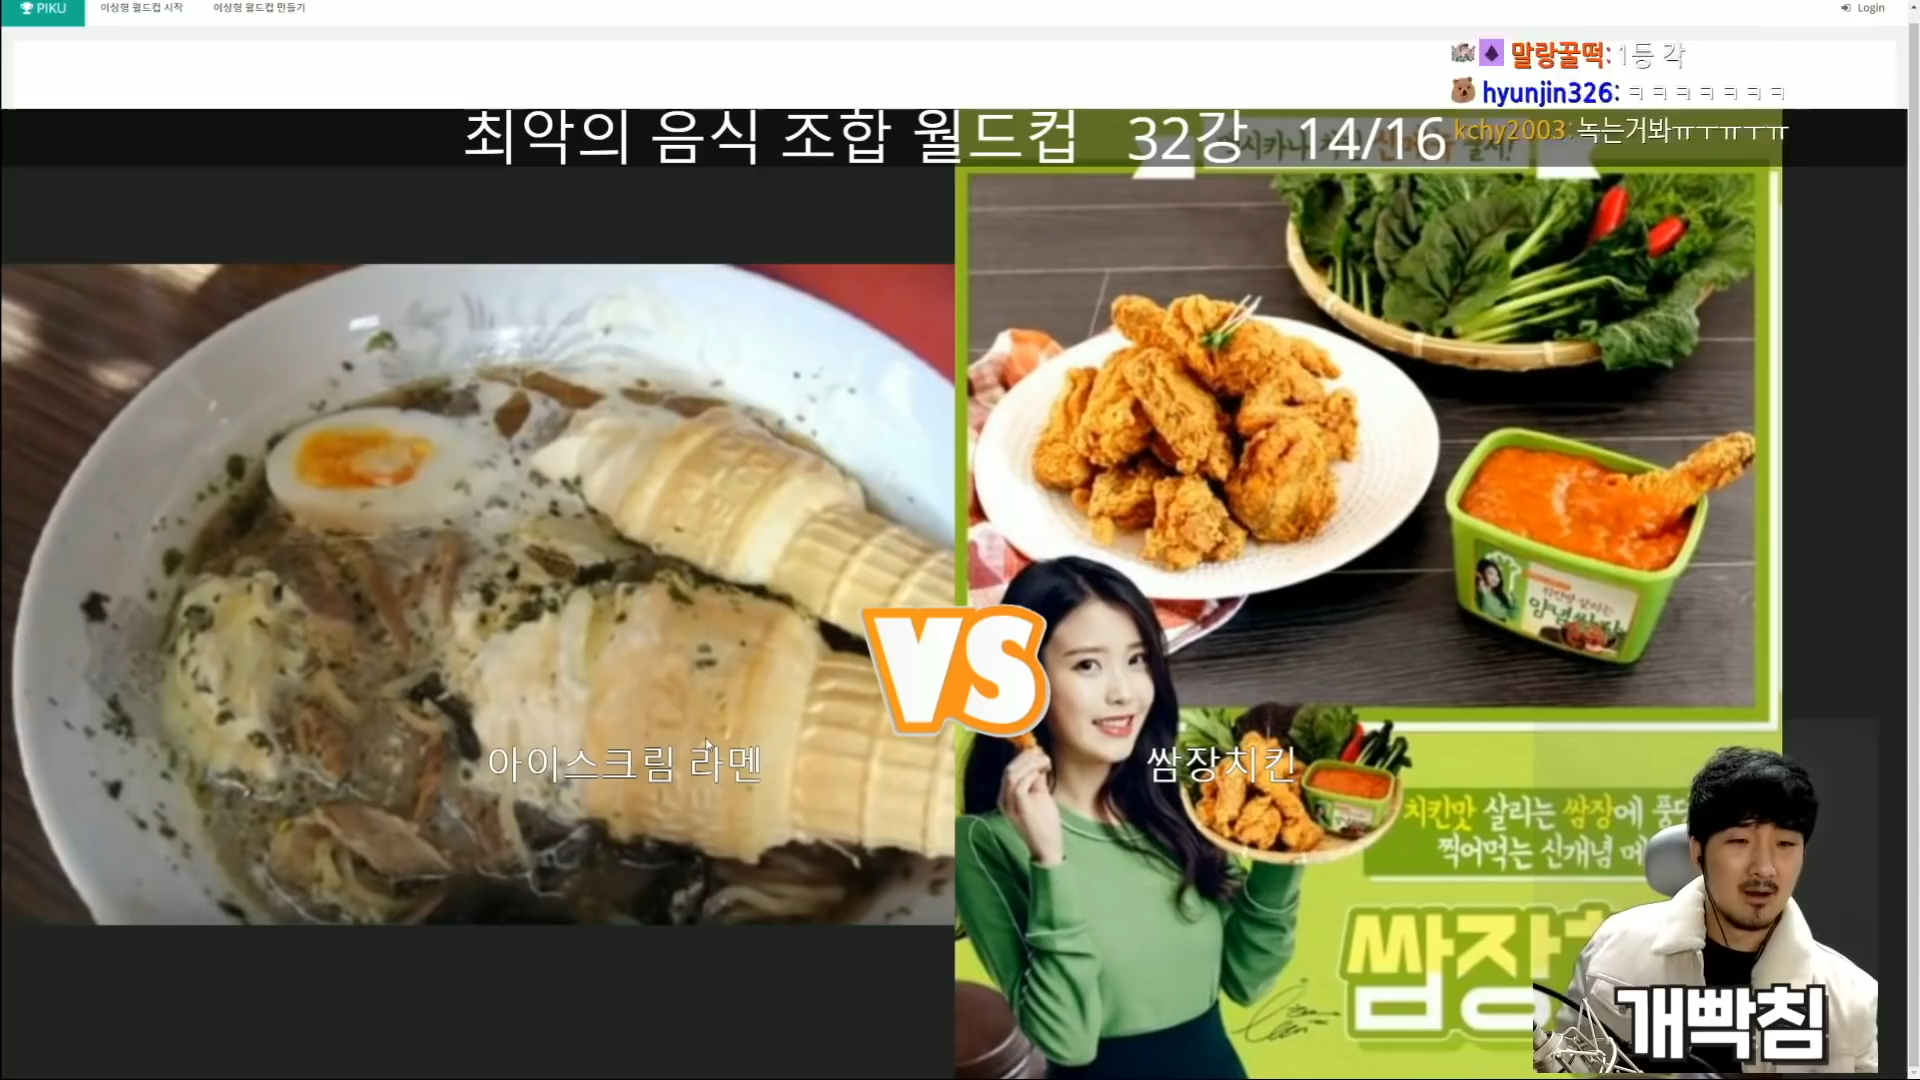 PIKU 이상형 월드컵 시작 이상형 월드컵 만들기 Login
말랑꿀떡: 1등 각
hyunjin326: ㅋㅋㅋㅋㅋㅋㅋ
kchy2003: 녹는거봐ㅠㅜㅠㅜㅠ
최악의 음식 조합 월드컵 32강 14/16
VS
아이스크림 라멘
쌈장치킨
치킨맛 살리는 쌈장에
찍어먹는 신개념
쌈장
개빡침